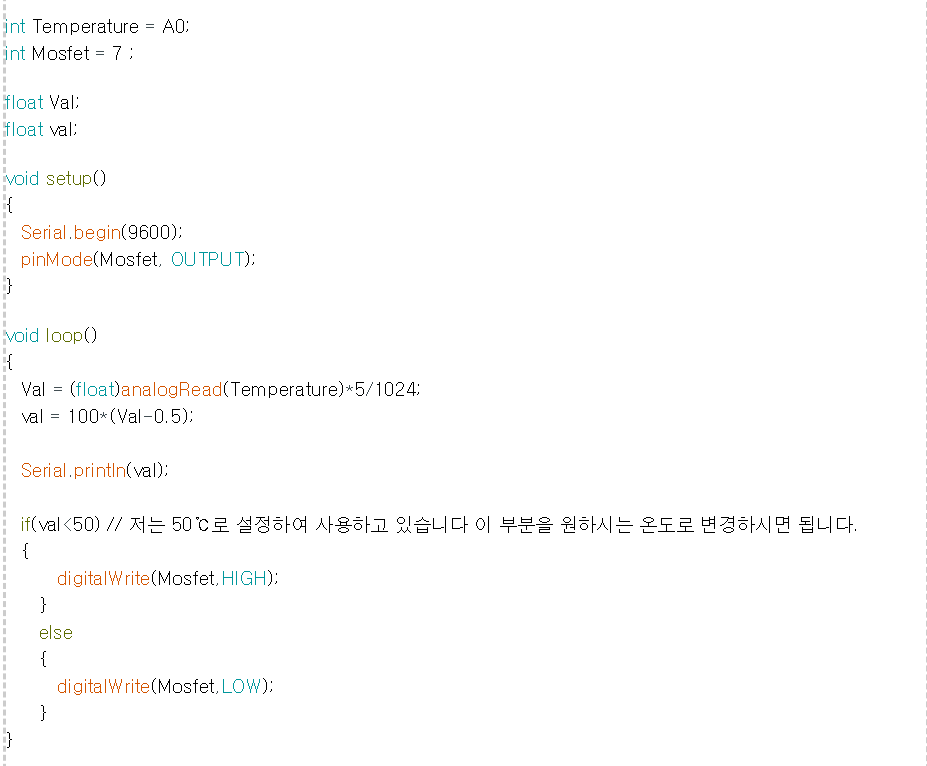 int Temperature = A0;
int Mosfet = 7 ;
float Val;
float val;
void setup()
{
Serial.begin(9600);
pinMode(Mosfet, OUTPUT);
}
void loop()
{
Val = (float)analogRead(Temperature)*5/1024;
val = 100*(Val-0.5);
Serial.println(val);
if(val<50) // 저는 50℃로 설정하여 사용하고 있습니다 이 부분을 원하시는 온도로 변경하시면 됩니다.
{
digitalWrite(Mosfet,HIGH);
}
else
{
digitalWrite(Mosfet,LOW);
}
}